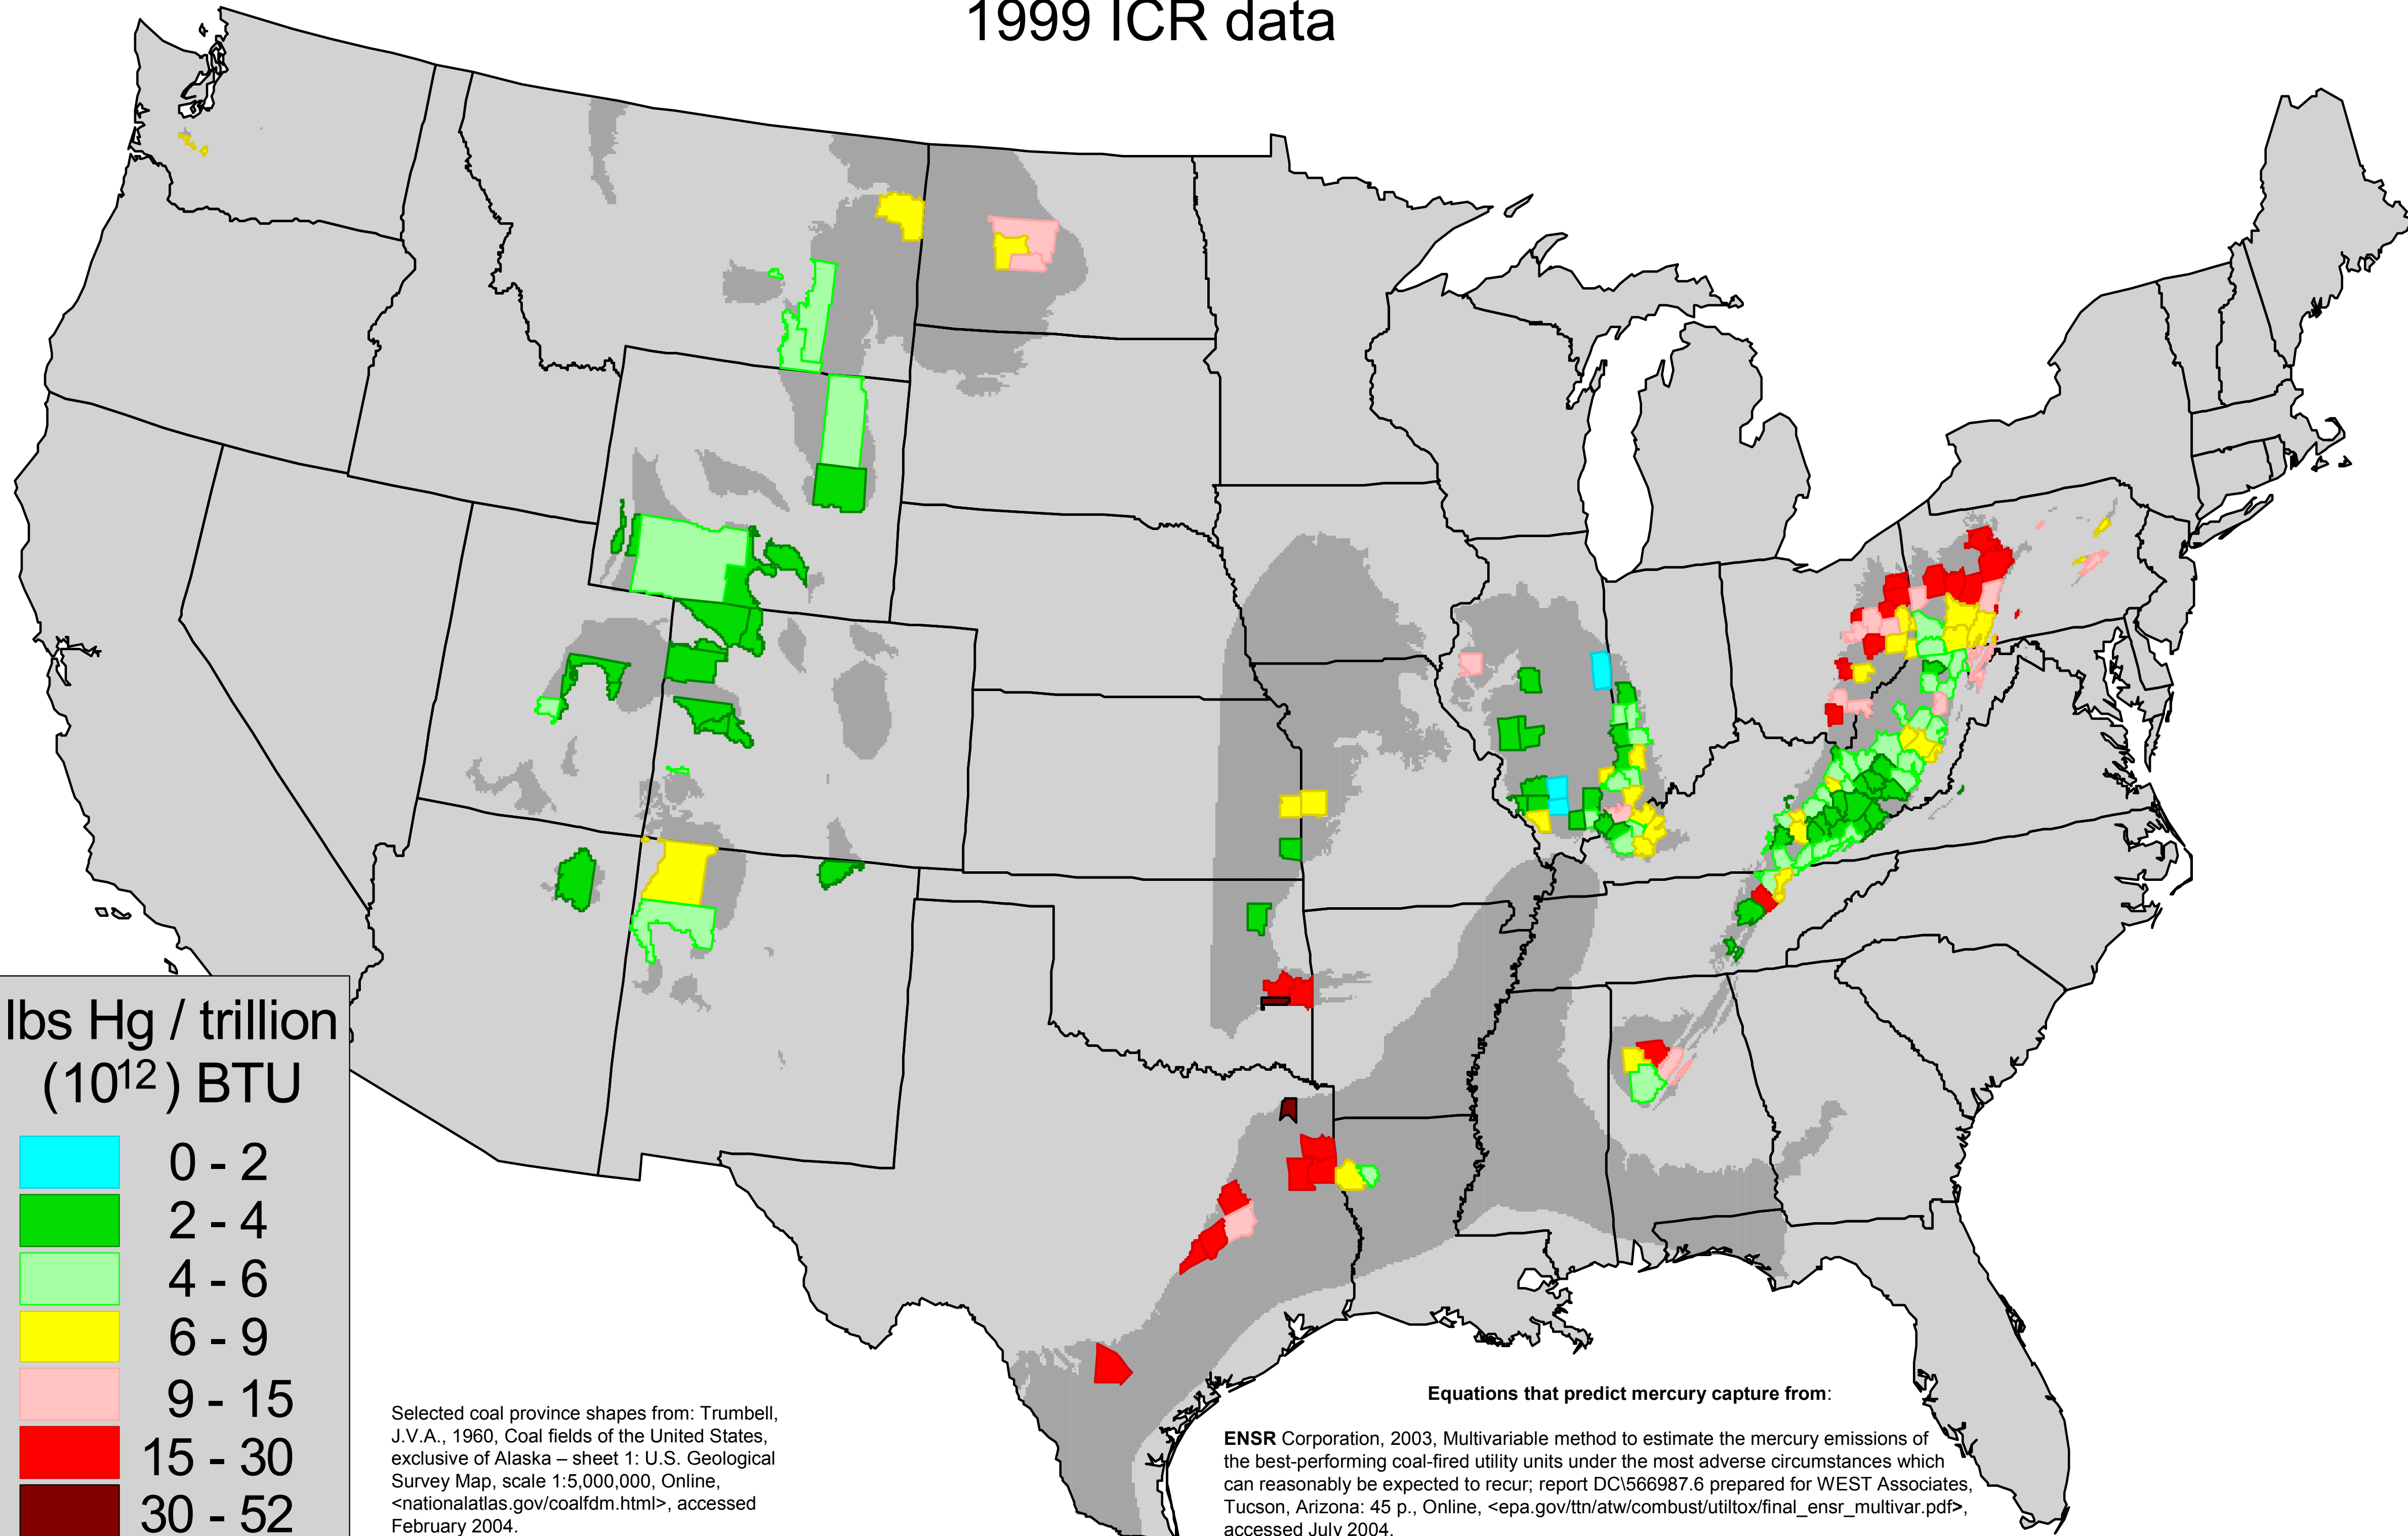 1999 ICR data
lbs Hg / trillion
(10¹² ) BTU
0 - 2
2 - 4
4 - 6
6 - 9
9 - 15
15 - 30
30 - 52
Selected coal province shapes from: Trumbell,
J.V.A., 1960, Coal fields of the United States,
exclusive of Alaska – sheet 1: U.S. Geological
Survey Map, scale 1:5,000,000, Online,
<nationalatlas.gov/coalfdm.html>, accessed
February 2004.
Equations that predict mercury capture from:
ENSR Corporation, 2003, Multivariable method to estimate the mercury emissions of
the best-performing coal-fired utility units under the most adverse circumstances which
can reasonably be expected to recur; report DC\566987.6 prepared for WEST Associates,
Tucson, Arizona: 45 p., Online, <epa.gov/ttn/atw/combust/utiltox/final_ensr_multivar.pdf>,
accessed July 2004.